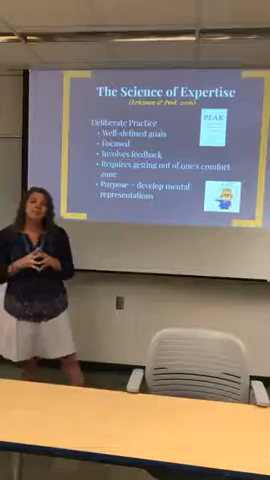 The Science of Expertise
(Ericsson & Pool, 2016)
PEAK
Deliberate Practice
• Well-defined goals
• Focused
• Involves feedback
• Requires getting out of one's comfort
zone
• Purpose = develop mental
representations